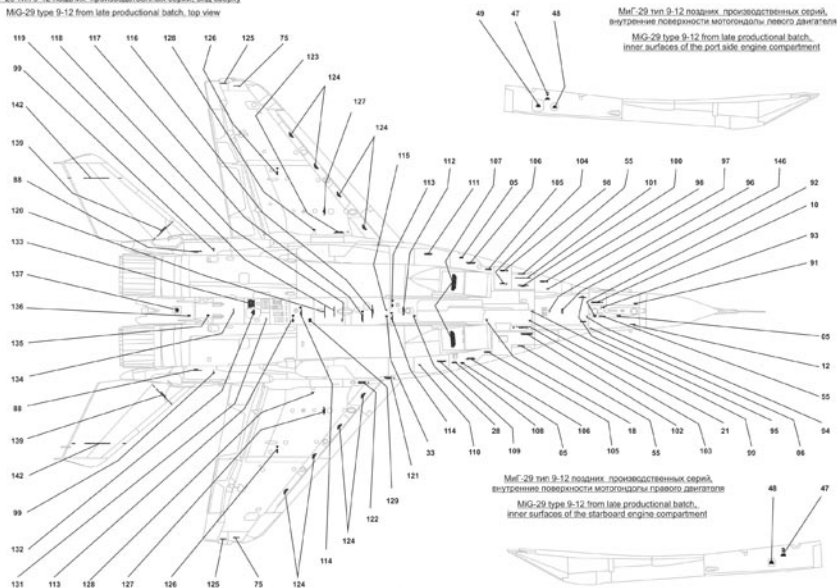 MiG-29 type 9-12 from late productional batch, top view
49 47 48
МиГ-29 тип 9-12 поздних производственных серий,
внутренние поверхности мотогондолы левого двигателя
MiG-29 type 9-12 from late productional batch,
inner surfaces of the port side engine compartment
119 118 117 116 128 126 125 75
99 123
142 124
127
124
139
88
120
133
137
136
135
134
88
139
142
99
132
131 113 128 127 126 125 75 124
115 113 112 111 107 106 05 105 104 98 55 101 100 98 97 96 146 92
10
93
91
05
12
55
94
114 122 124 129 121 33 110 114 109 28 108 05 106 105 18 55 102 103 21 99 95 06
МиГ-29 тип 9-12 поздних производственных серий,
внутренние поверхности мотогондолы правого двигателя
MiG-29 type 9-12 from late productional batch,
inner surfaces of the starboard engine compartment
48 47